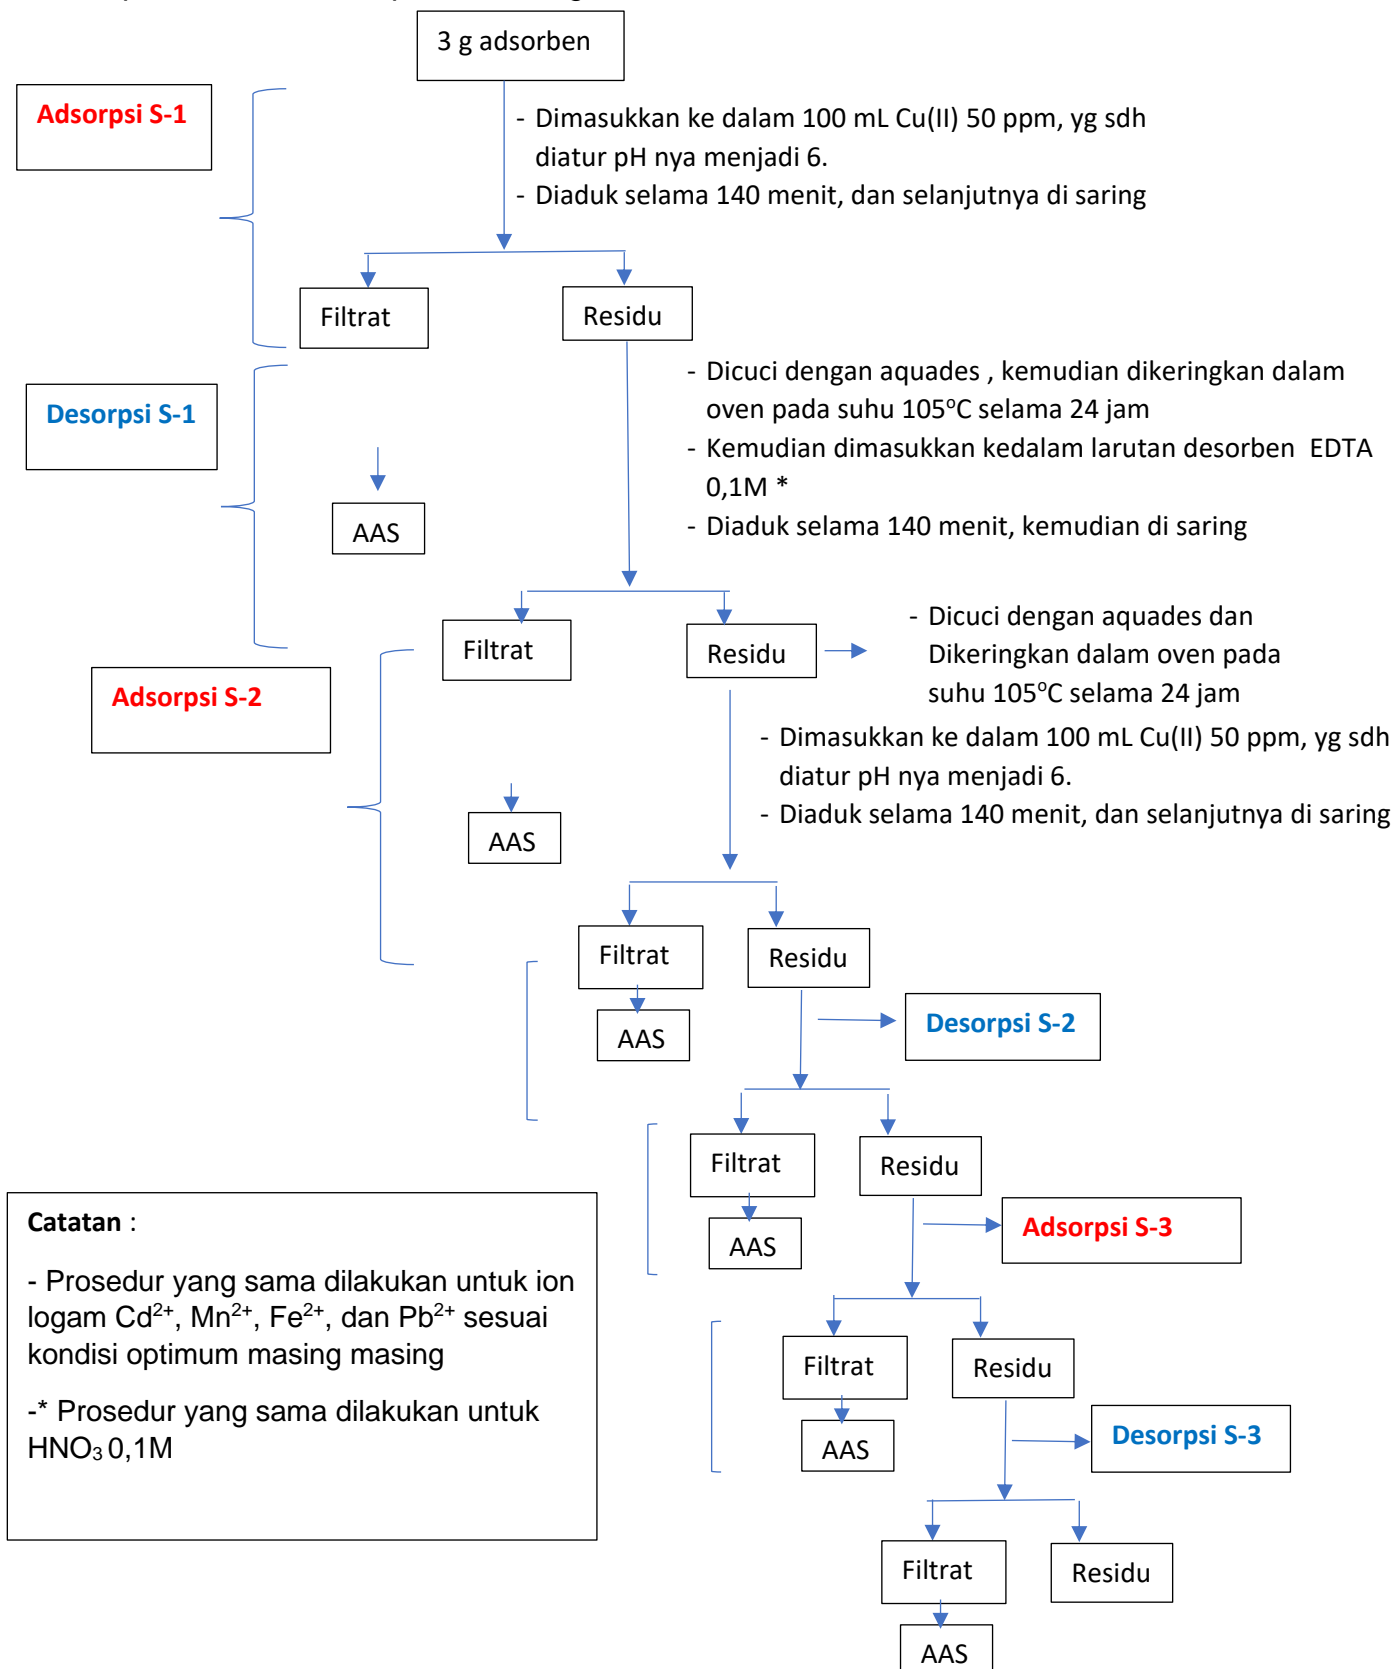 3 g adsorben
Adsorpsi S-1
- Dimasukkan ke dalam 100 mL Cu(II) 50 ppm, yg sdh
diatur pH nya menjadi 6.
- Diaduk selama 140 menit, dan selanjutnya di saring
Filtrat
Residu
Desorpsi S-1
- Dicuci dengan aquades , kemudian dikeringkan dalam
oven pada suhu 105°C selama 24 jam
- Kemudian dimasukkan kedalam larutan desorben EDTA
0,1M *
- Diaduk selama 140 menit, kemudian di saring
AAS
Filtrat
Residu
- Dicuci dengan aquades dan
Dikeringkan dalam oven pada
suhu 105°C selama 24 jam
Adsorpsi S-2
- Dimasukkan ke dalam 100 mL Cu(II) 50 ppm, yg sdh
diatur pH nya menjadi 6.
- Diaduk selama 140 menit, dan selanjutnya di saring
AAS
Filtrat
Residu
AAS
Desorpsi S-2
Filtrat
Residu
AAS
Adsorpsi S-3
Catatan :
- Prosedur yang sama dilakukan untuk ion
logam Cd²⁺, Mn²⁺, Fe²⁺, dan Pb²⁺ sesuai
kondisi optimum masing masing
-* Prosedur yang sama dilakukan untuk
HNO₃ 0,1M
Filtrat
Residu
AAS
Desorpsi S-3
Filtrat
Residu
AAS